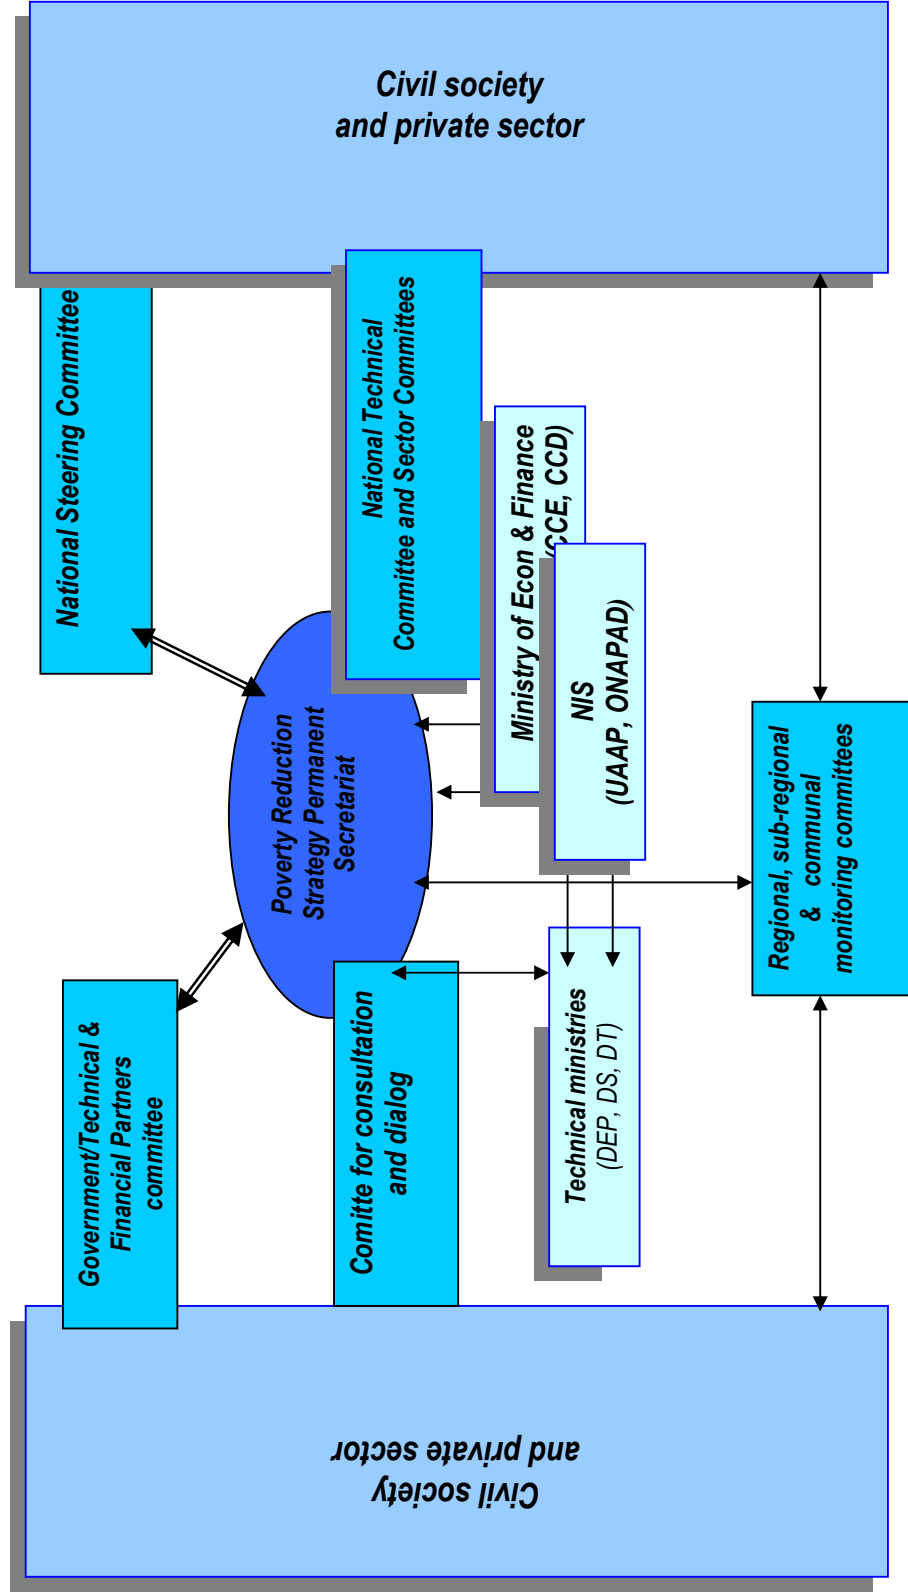 Civil society
and private sector
National Steering Committee
Government/Technical &
Financial Partners
committee
Poverty Reduction
Strategy Permanent
Secretariat
National Technical
Committee and Sector Committees
Comitte for consultation
and dialog
Ministry of Econ & Finance
(CCE, CCD)
NIS
(UAAP, ONAPAD)
Technical ministries
(DEP, DS, DT)
Regional, sub-regional
& communal
monitoring committees
Civil society
and private sector